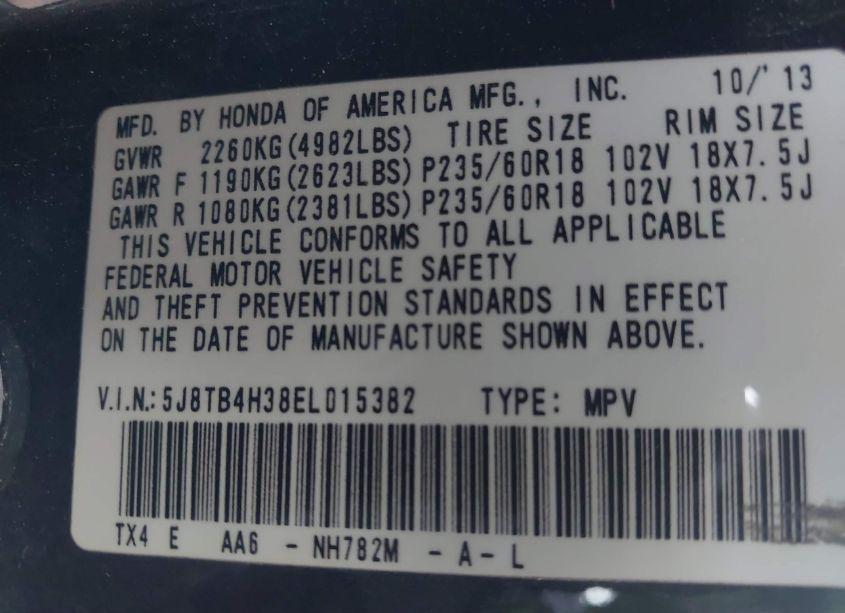 MFD. BY HONDA OF AMERICA MFG., INC. 10/'13
GVWR 2260KG(4982LBS) TIRE SIZE RIM SIZE
GAWR F 1190KG(2623LBS) P235/60R18 102V 18X7.5J
GAWR R 1080KG(2381LBS) P235/60R18 102V 18X7.5J
THIS VEHICLE CONFORMS TO ALL APPLICABLE
FEDERAL MOTOR VEHICLE SAFETY
AND THEFT PREVENTION STANDARDS IN EFFECT
ON THE DATE OF MANUFACTURE SHOWN ABOVE.
V.I.N.: 5J8TB4H38EL015382 TYPE: MPV
TX4 E AA6 - NH782M - A - L